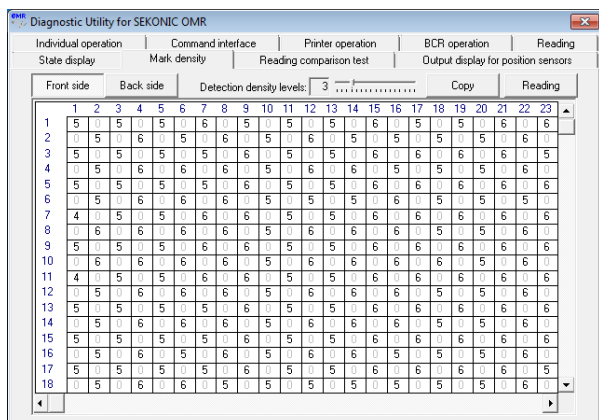 OMR Diagnostic Utility for SEKONIC OMR
Individual operation Command interface Printer operation BCR operation Reading
State display Mark density Reading comparison test Output display for position sensors
Front side Back side Detection density levels: 3 Copy Reading
1 2 3 4 5 6 7 8 9 10 11 12 13 14 15 16 17 18 19 20 21 22 23
1 5 0 5 0 5 0 6 0 5 0 5 0 5 0 6 0 5 0 5 0 6 0 6
2 0 5 0 6 0 5 0 6 0 5 0 6 0 5 0 5 0 5 0 5 0 6 0
3 5 0 5 0 5 0 5 0 6 0 5 0 5 0 6 0 6 0 6 0 6 0 5
4 0 5 0 6 0 6 0 6 0 5 0 6 0 6 0 5 0 5 0 5 0 6 0
5 5 0 5 0 5 0 5 0 6 0 5 0 5 0 6 0 6 0 6 0 6 0 6
6 0 5 0 6 0 6 0 6 0 5 0 5 0 5 0 6 0 5 0 5 0 5 0
7 4 0 5 0 5 0 6 0 6 0 5 0 5 0 6 0 6 0 6 0 6 0 6
8 0 6 0 6 0 6 0 6 0 5 0 6 0 6 0 6 0 5 0 5 0 6 0
9 5 0 5 0 5 0 6 0 6 0 5 0 5 0 6 0 6 0 6 0 6 0 6
10 0 6 0 6 0 6 0 6 0 5 0 6 0 6 0 5 0 5 0 5 0 6 0
11 4 0 5 0 5 0 6 0 6 0 5 0 5 0 6 0 6 0 6 0 6 0 6
12 0 5 0 6 0 6 0 6 0 5 0 6 0 6 0 5 0 5 0 5 0 6 0
13 5 0 5 0 5 0 5 0 6 0 5 0 5 0 6 0 6 0 6 0 6 0 6
14 0 5 0 6 0 6 0 6 0 5 0 6 0 6 0 6 0 5 0 5 0 6 0
15 5 0 5 0 5 0 5 0 6 0 5 0 5 0 6 0 6 0 6 0 6 0 6
16 0 5 0 6 0 5 0 6 0 5 0 6 0 6 0 5 0 5 0 5 0 6 0
17 5 0 5 0 5 0 5 0 6 0 5 0 5 0 6 0 6 0 6 0 6 0 5
18 0 5 0 6 0 6 0 5 0 5 0 5 0 5 0 5 0 5 0 5 0 6 0